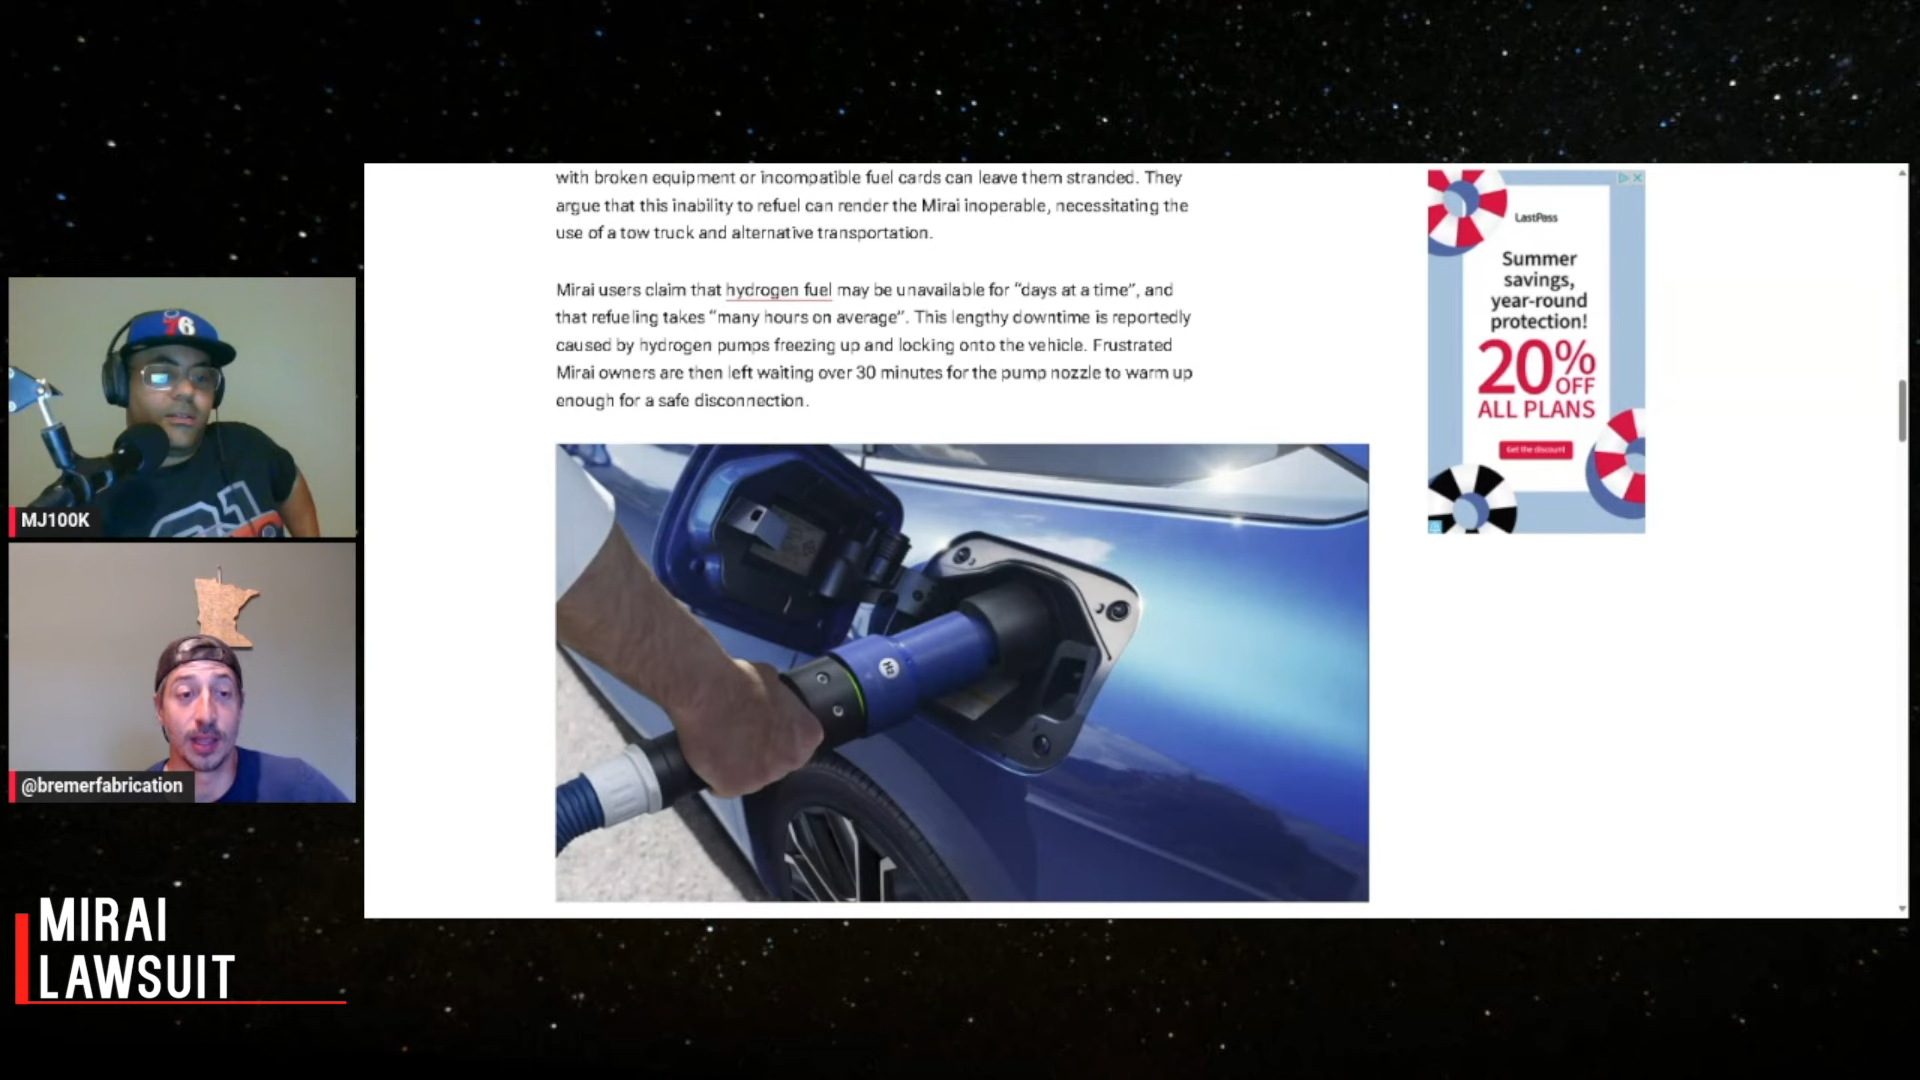 with broken equipment or incompatible fuel cards can leave them stranded. They
argue that this inability to refuel can render the Mirai inoperable, necessitating the
use of a tow truck and alternative transportation.
Mirai users claim that hydrogen fuel may be unavailable for “days at a time”, and
that refueling takes “many hours on average”. This lengthy downtime is reportedly
caused by hydrogen pumps freezing up and locking onto the vehicle. Frustrated
Mirai owners are then left waiting over 30 minutes for the pump nozzle to warm up
enough for a safe disconnection.
H2
LastPass
Summer
savings,
year-round
protection!
20%
OFF
ALL PLANS
Get the discount
76
MJ100K
@bremerfabrication
MIRAI
LAWSUIT